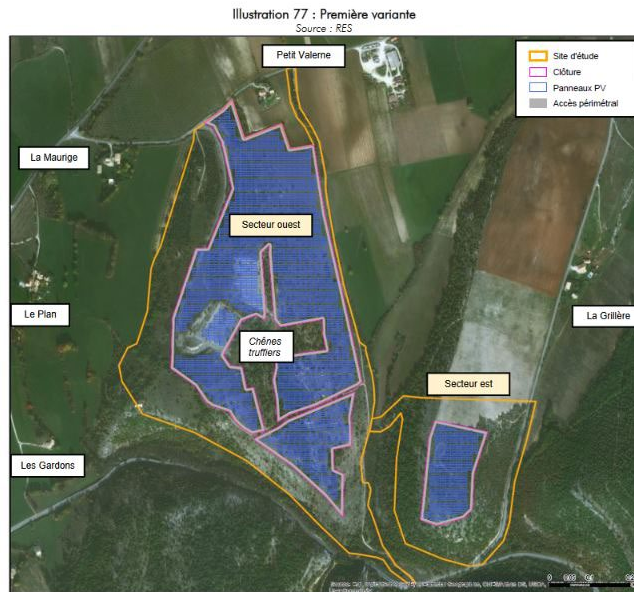 Illustration 77 : Première variante
Source : RES
Petit Valerne
Site d'étude
Clôture
Panneaux PV
Accès périmétral
La Maurige
Secteur ouest
Le Plan
La Grillère
Chênes
truffiers
Secteur est
Les Gardons